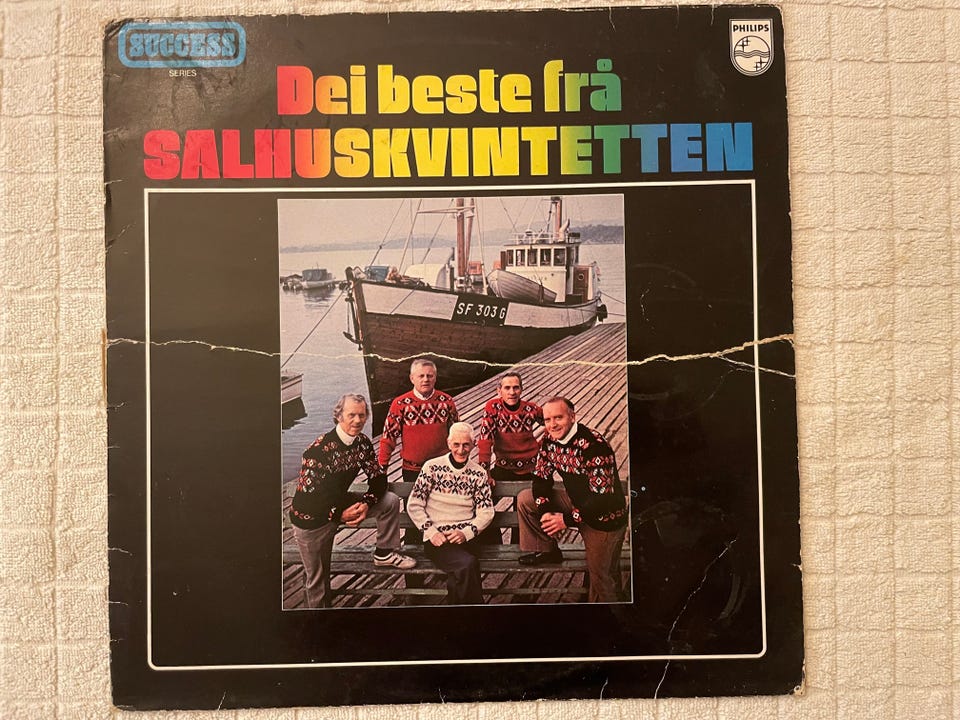 SUCCESS
SERIES
PHILIPS
Dei beste frå
SALHUSKVINTETTEN
SF 303 G